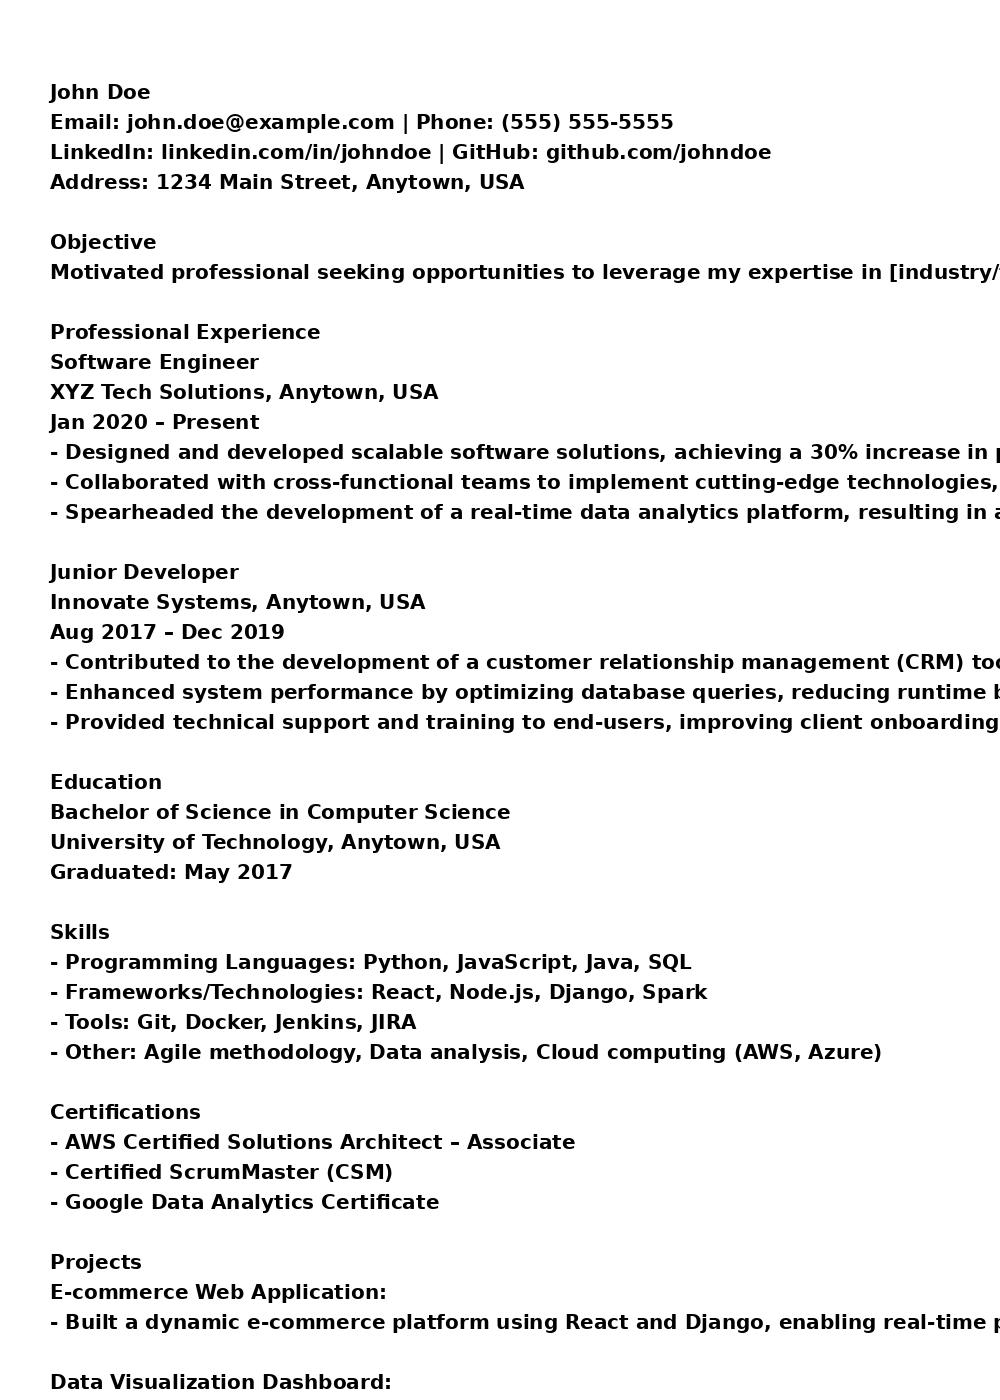 John Doe
Email: john.doe@example.com | Phone: (555) 555-5555
LinkedIn: linkedin.com/in/johndoe | GitHub: github.com/johndoe
Address: 1234 Main Street, Anytown, USA
Objective
Motivated professional seeking opportunities to leverage my expertise in [industry/
Professional Experience
Software Engineer
XYZ Tech Solutions, Anytown, USA
Jan 2020 – Present
- Designed and developed scalable software solutions, achieving a 30% increase in
- Collaborated with cross-functional teams to implement cutting-edge technologies,
- Spearheaded the development of a real-time data analytics platform, resulting in
Junior Developer
Innovate Systems, Anytown, USA
Aug 2017 – Dec 2019
- Contributed to the development of a customer relationship management (CRM)
- Enhanced system performance by optimizing database queries, reducing runtime
- Provided technical support and training to end-users, improving client onboarding
Education
Bachelor of Science in Computer Science
University of Technology, Anytown, USA
Graduated: May 2017
Skills
- Programming Languages: Python, JavaScript, Java, SQL
- Frameworks/Technologies: React, Node.js, Django, Spark
- Tools: Git, Docker, Jenkins, JIRA
- Other: Agile methodology, Data analysis, Cloud computing (AWS, Azure)
Certifications
- AWS Certified Solutions Architect – Associate
- Certified ScrumMaster (CSM)
- Google Data Analytics Certificate
Projects
E-commerce Web Application:
- Built a dynamic e-commerce platform using React and Django, enabling real-time
Data Visualization Dashboard: